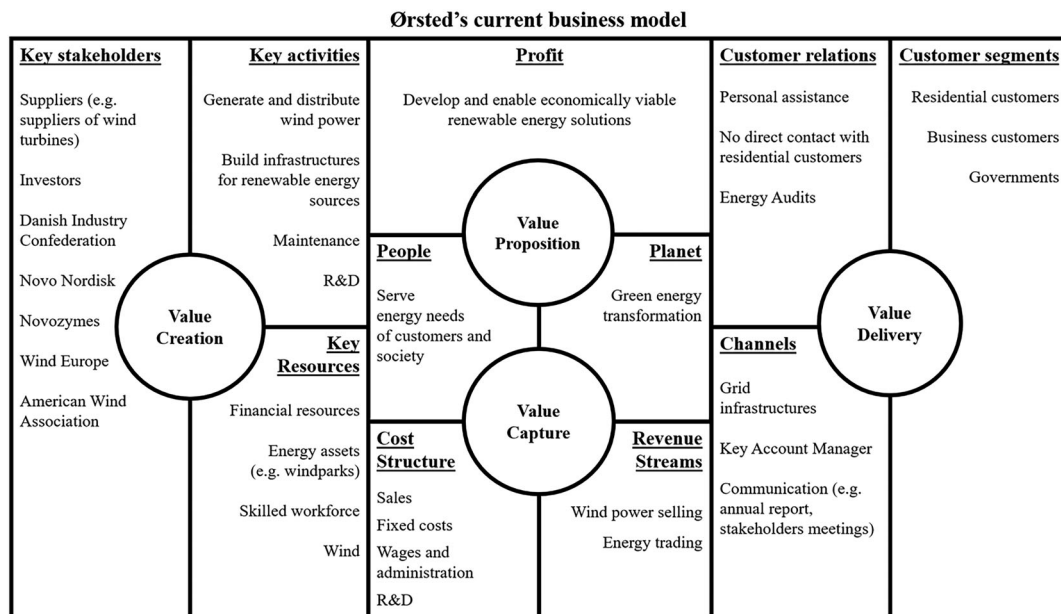 Ørsted's current business model
Key stakeholders
Suppliers (e.g.
suppliers of wind
turbines)
Investors
Danish Industry
Confederation
Novo Nordisk
Novozymes
Wind Europe
American Wind
Association
Value
Creation
Key activities
Generate and distribute
wind power
Build infrastructures
for renewable energy
sources
Maintenance
R&D
Key
Resources
Financial resources
Energy assets
(e.g. windparks)
Skilled workforce
Wind
Profit
Develop and enable economically viable
renewable energy solutions
Value
Proposition
People
Serve
energy needs
of customers and
society
Planet
Green energy
transformation
Value
Capture
Cost
Structure
Sales
Fixed costs
Wages and
administration
R&D
Revenue
Streams
Wind power selling
Energy trading
Customer relations
Personal assistance
No direct contact with
residential customers
Energy Audits
Channels
Grid
infrastructures
Key Account Manager
Communication (e.g.
annual report,
stakeholders meetings)
Value
Delivery
Customer segments
Residential customers
Business customers
Governments